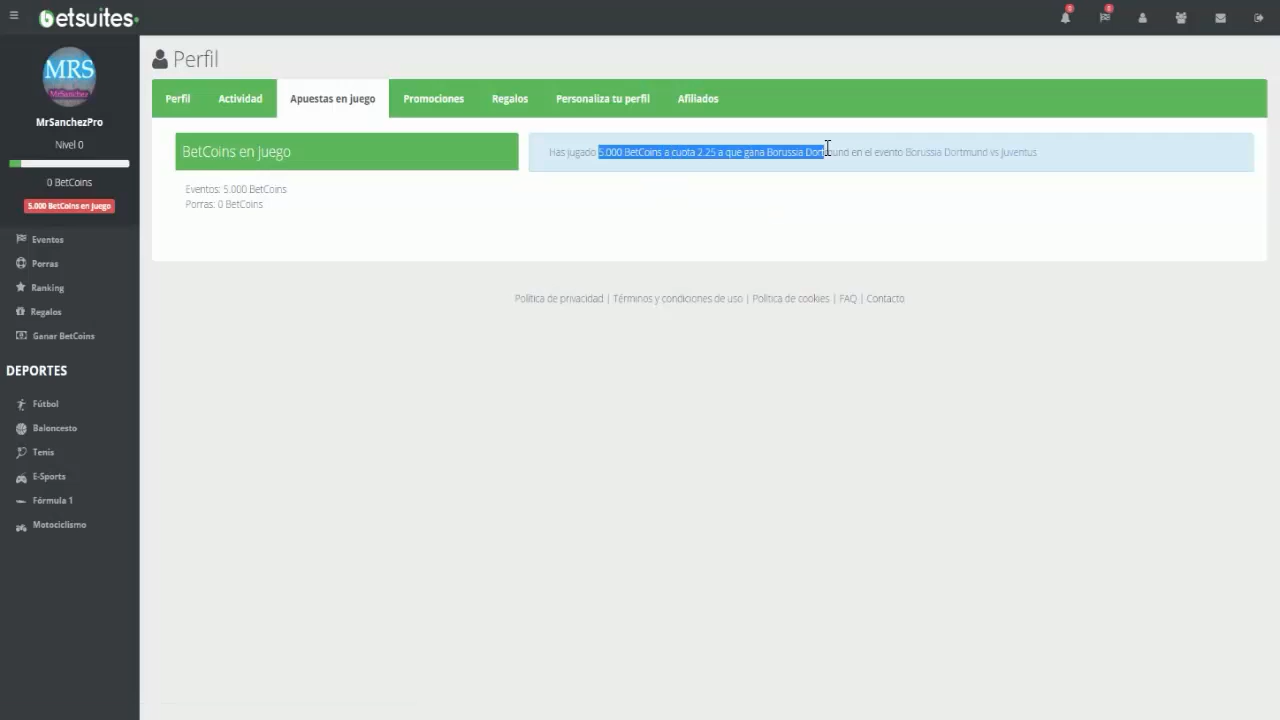 betsuites
Perfil
MRS
MrSanchez
MrSanchezPro
Nivel 0
0 BetCoins
5.000 BetCoins en juego
Eventos
Porras
Ranking
Regalos
Ganar BetCoins
DEPORTES
Fútbol
Baloncesto
Tenis
E-Sports
Fórmula 1
Motociclismo
Perfil Actividad Apuestas en juego Promociones Regalos Personaliza tu perfil Afiliados
BetCoins en juego
Eventos: 5.000 BetCoins
Porras: 0 BetCoins
Has jugado 5.000 BetCoins a cuota 2.25 a que gana Borussia Dortmund en el evento Borussia Dortmund vs Juventus
Política de privacidad | Términos y condiciones de uso | Política de cookies | FAQ | Contacto